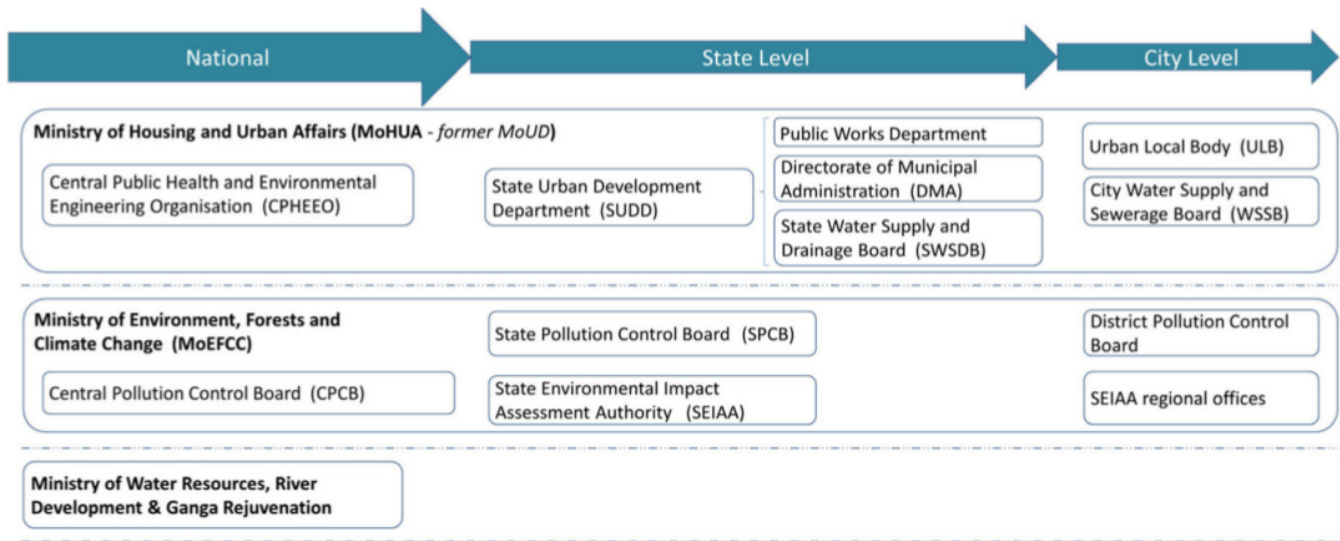 National
State Level
City Level
Ministry of Housing and Urban Affairs (MoHUA - former MoUD)
Central Public Health and Environmental
Engineering Organisation (CPHEEO)
State Urban Development
Department (SUDD)
Public Works Department
Directorate of Municipal
Administration (DMA)
State Water Supply and
Drainage Board (SWSDB)
Urban Local Body (ULB)
City Water Supply and
Sewerage Board (WSSB)
Ministry of Environment, Forests and
Climate Change (MoEFCC)
Central Pollution Control Board (CPCB)
State Pollution Control Board (SPCB)
State Environmental Impact
Assessment Authority (SEIAA)
District Pollution Control
Board
SEIAA regional offices
Ministry of Water Resources, River
Development & Ganga Rejuvenation